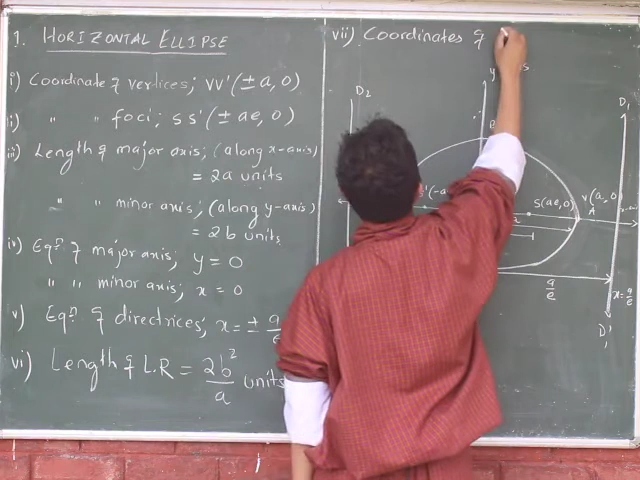 1. HORIZONTAL ELLIPSE
i) Coordinate of vertices; VV'(±a, 0)
ii) " " foci; SS'(±ae, 0)
iii) Length of major axis; (along x-axis)
= 2a units
" " minor axis; (along y-axis)
= 2b units
iv) Eqn of major axis; y = 0
" " minor axis; x = 0
v) Eqn of directrices; x = ± a/e
vi) Length of L.R = 2b²/a units
vii) Coordinates of
y
D2
D1
B
'(-a
S(ae,0)
V(a, 0
A
a/e
x=a/e
D1'